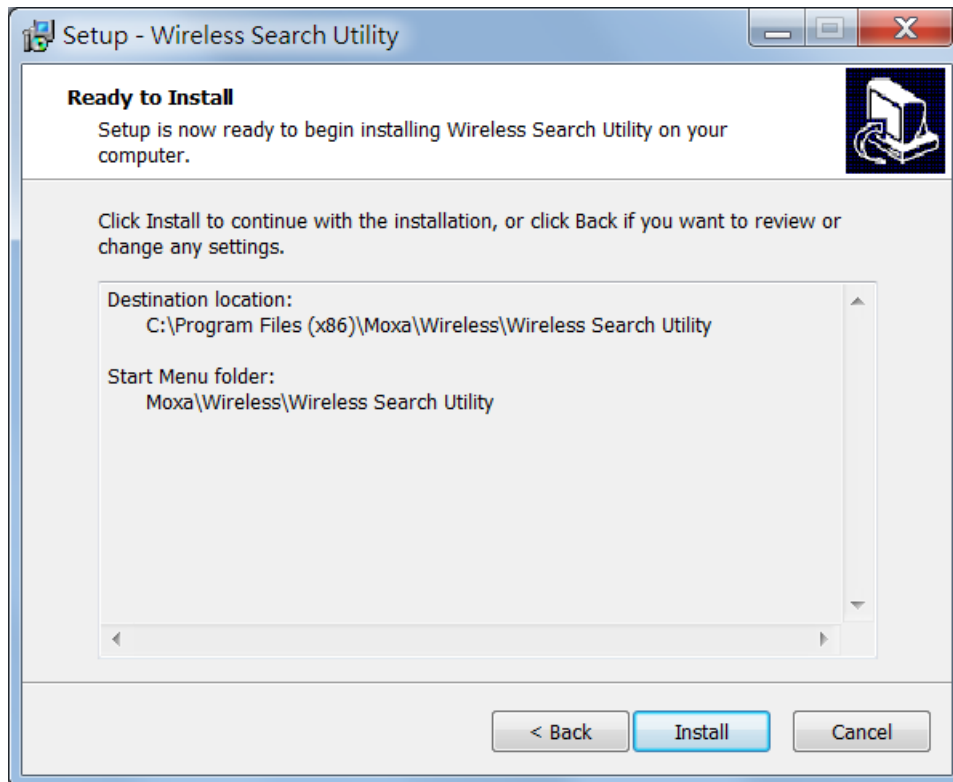 Setup - Wireless Search Utility
Ready to Install
Setup is now ready to begin installing Wireless Search Utility on your
computer.
Click Install to continue with the installation, or click Back if you want to review or
change any settings.
Destination location:
C:\Program Files (x86)\Moxa\Wireless\Wireless Search Utility
Start Menu folder:
Moxa\Wireless\Wireless Search Utility
< Back Install Cancel